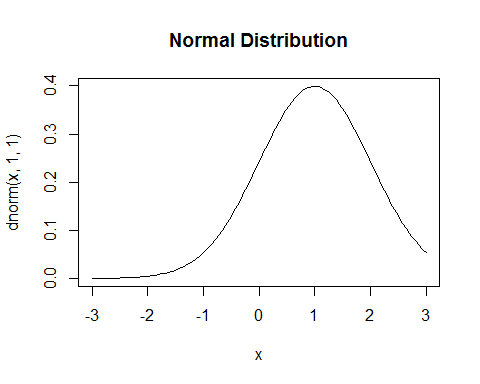 Normal Distribution
dnorm(x, 1, 1)
0.4
0.3
0.2
0.1
0.0
-3 -2 -1 0 1 2 3
x